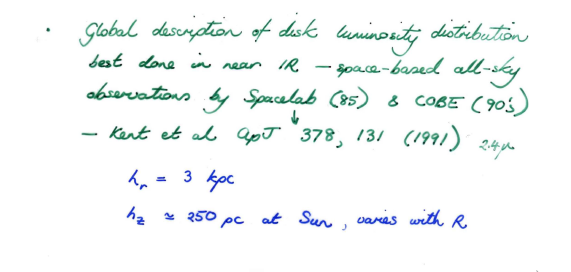 · Global description of disk luminosity distribution
best done in near IR – space-based all-sky
observations by Spacelab (85) & COBE (90's)
↓
– Kent et al ApJ 378, 131 (1991) 2.4μ
h_r = 3 kpc
h_z ≃ 250 pc at Sun, varies with R